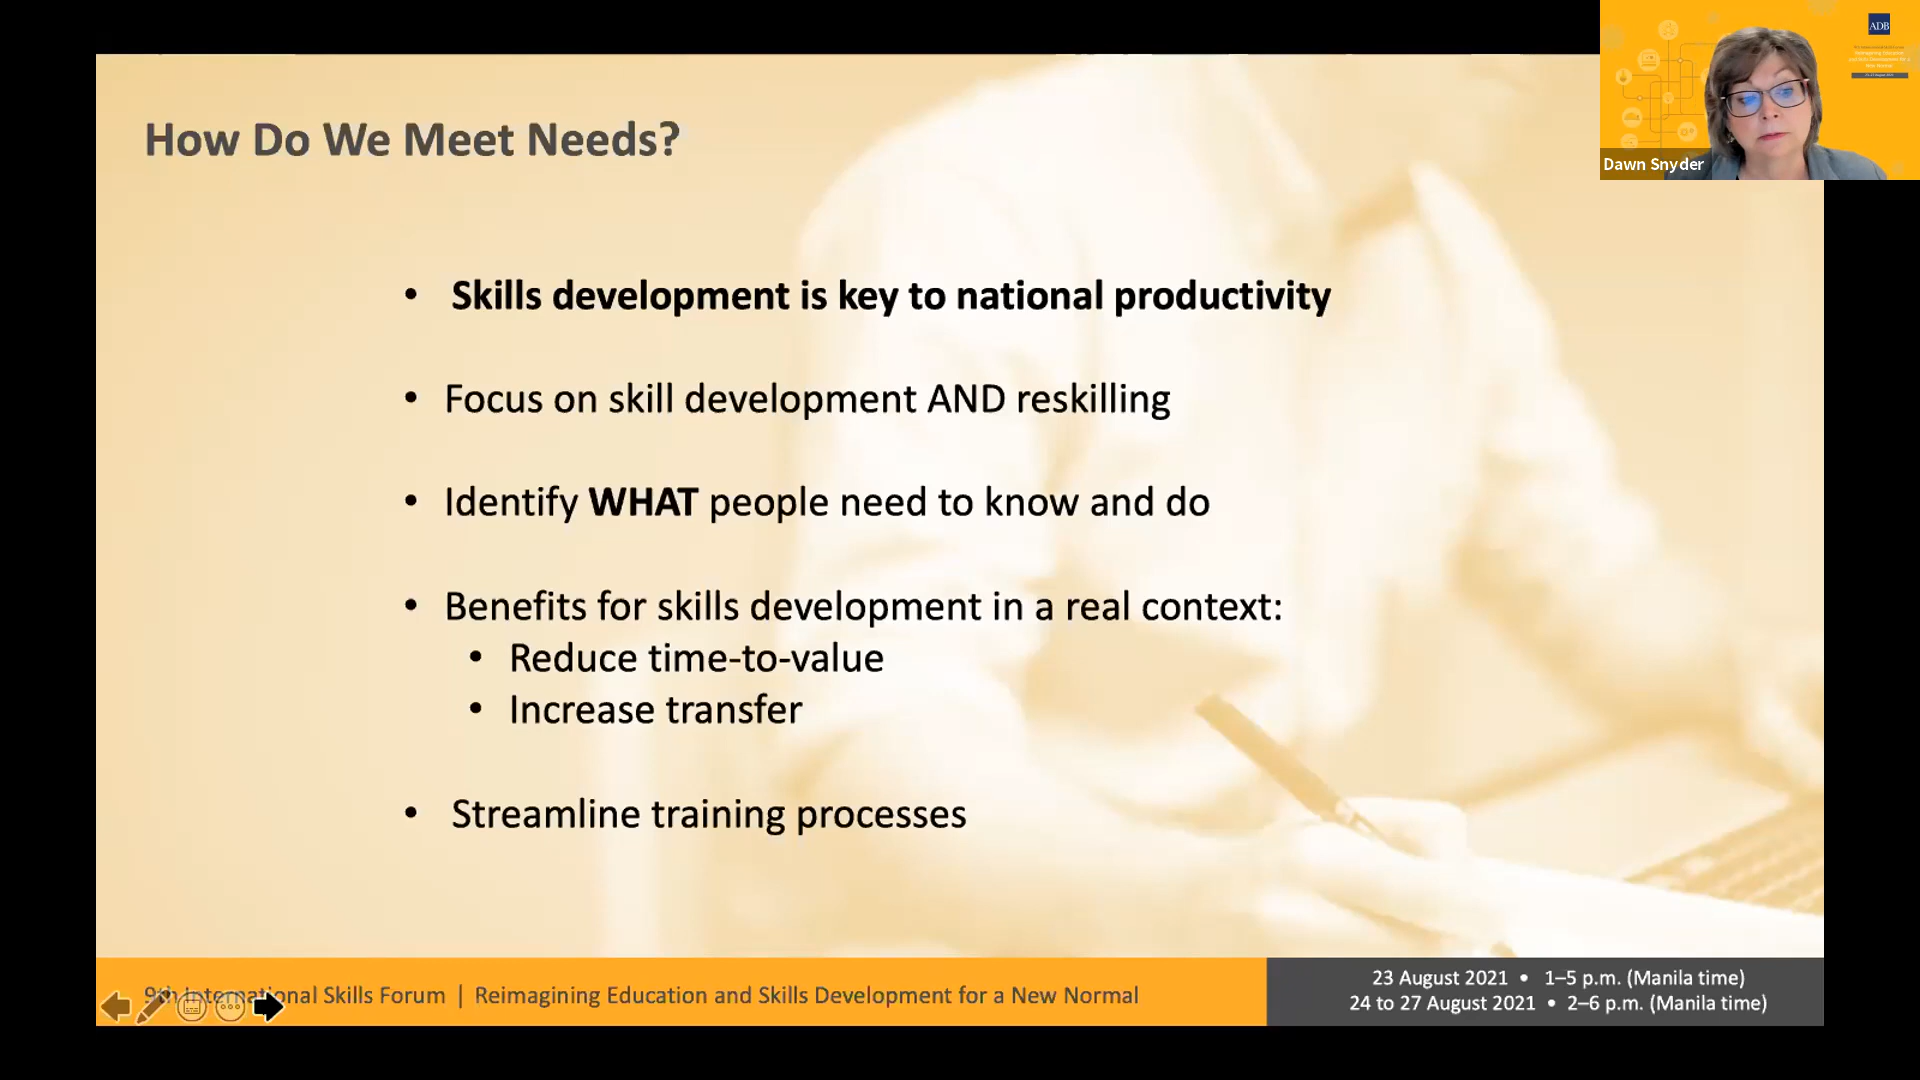 ADB
Dawn Snyder
How Do We Meet Needs?
• Skills development is key to national productivity
• Focus on skill development AND reskilling
• Identify WHAT people need to know and do
• Benefits for skills development in a real context:
• Reduce time-to-value
• Increase transfer
• Streamline training processes
9th International Skills Forum | Reimagining Education and Skills Development for a New Normal
23 August 2021 • 1–5 p.m. (Manila time)
24 to 27 August 2021 • 2–6 p.m. (Manila time)